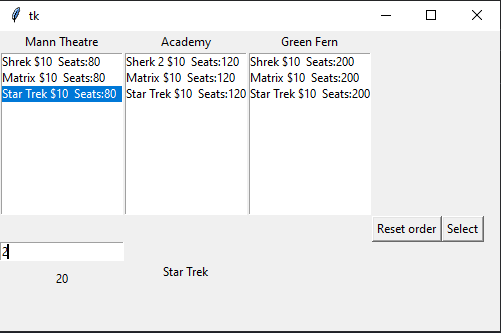 tk
Mann Theatre Academy Green Fern
Shrek $10 Seats:80 Sherk 2 $10 Seats:120 Shrek $10 Seats:200
Matrix $10 Seats:80 Matrix $10 Seats:120 Matrix $10 Seats:200
Star Trek $10 Seats:80 Star Trek $10 Seats:120 Star Trek $10 Seats:200
Reset order Select
2
20 Star Trek